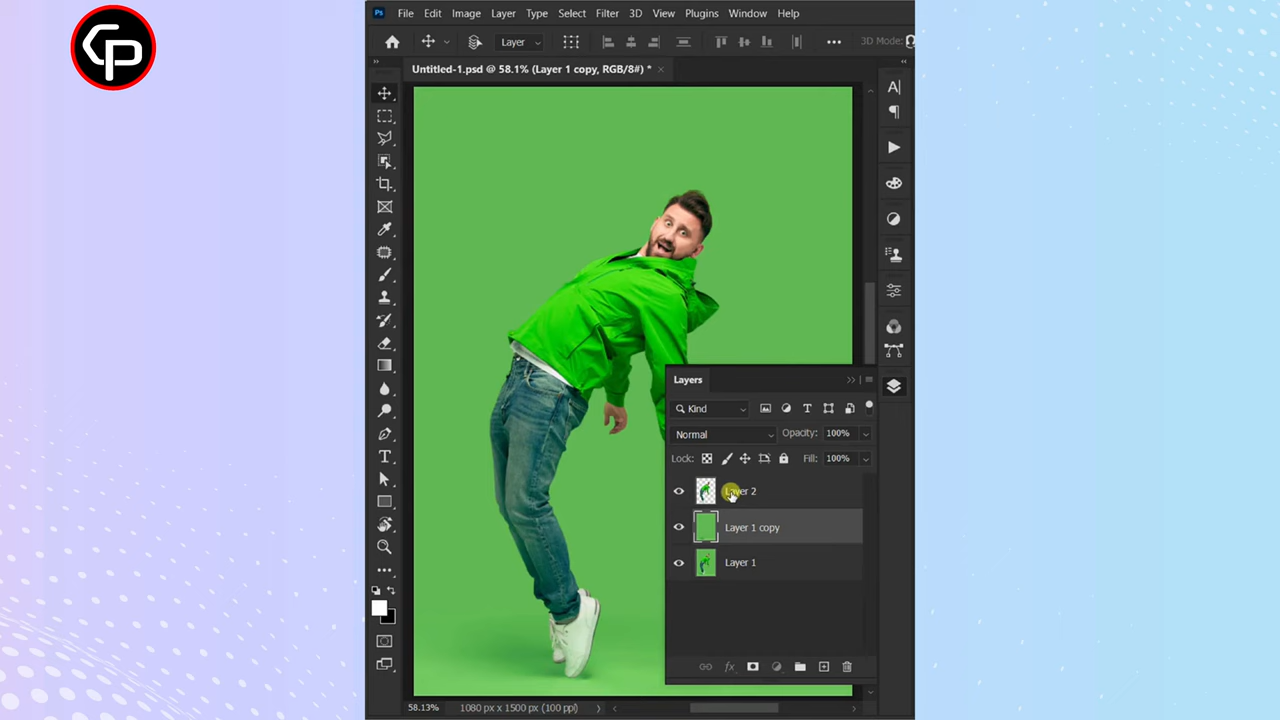 CP
Ps File Edit Image Layer Type Select Filter 3D View Plugins Window Help
Layer 3D Mode:
Untitled-1.psd @ 58.1% (Layer 1 copy, RGB/8#) *
Layers
Kind
Normal Opacity: 100%
Lock: Fill: 100%
Layer 2
Layer 1 copy
Layer 1
fx
58.13% 1080 px x 1500 px (100 ppi)